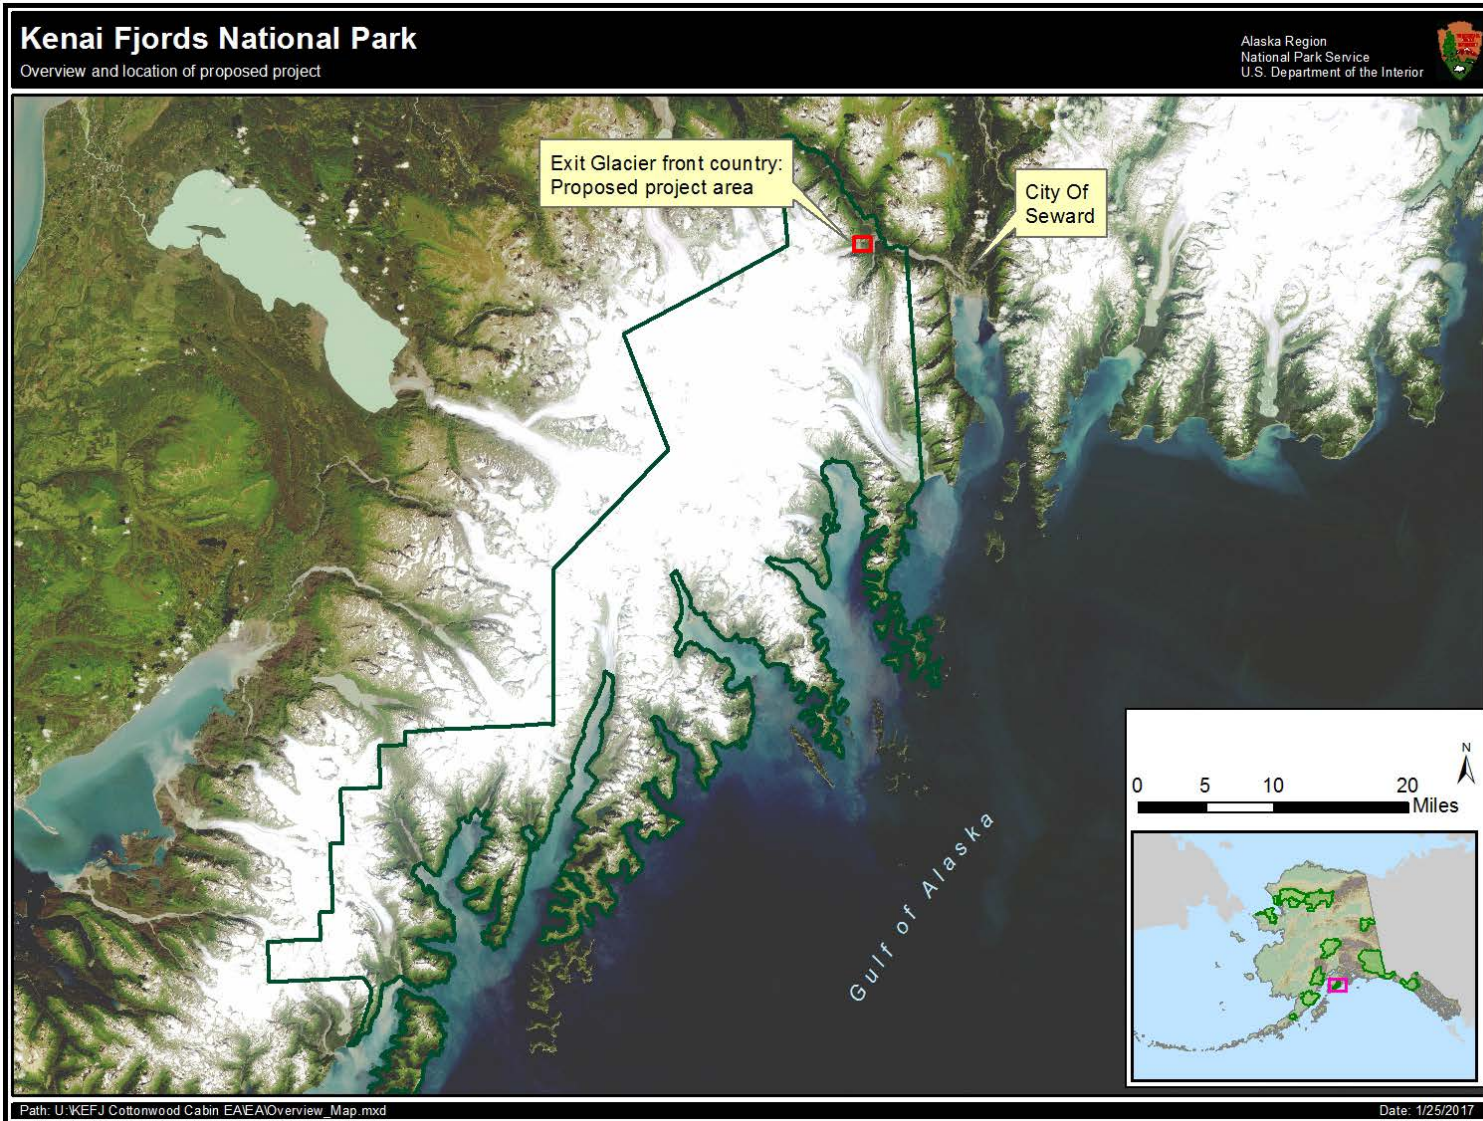 Kenai Fjords National Park
Overview and location of proposed project
Alaska Region
National Park Service
U.S. Department of the Interior
Exit Glacier front country:
Proposed project area
City Of
Seward
N
0 5 10 20
Miles
Gulf of Alaska
Path: U:\KEFJ Cottonwood Cabin EA\EA\Overview_Map.mxd
Date: 1/25/2017